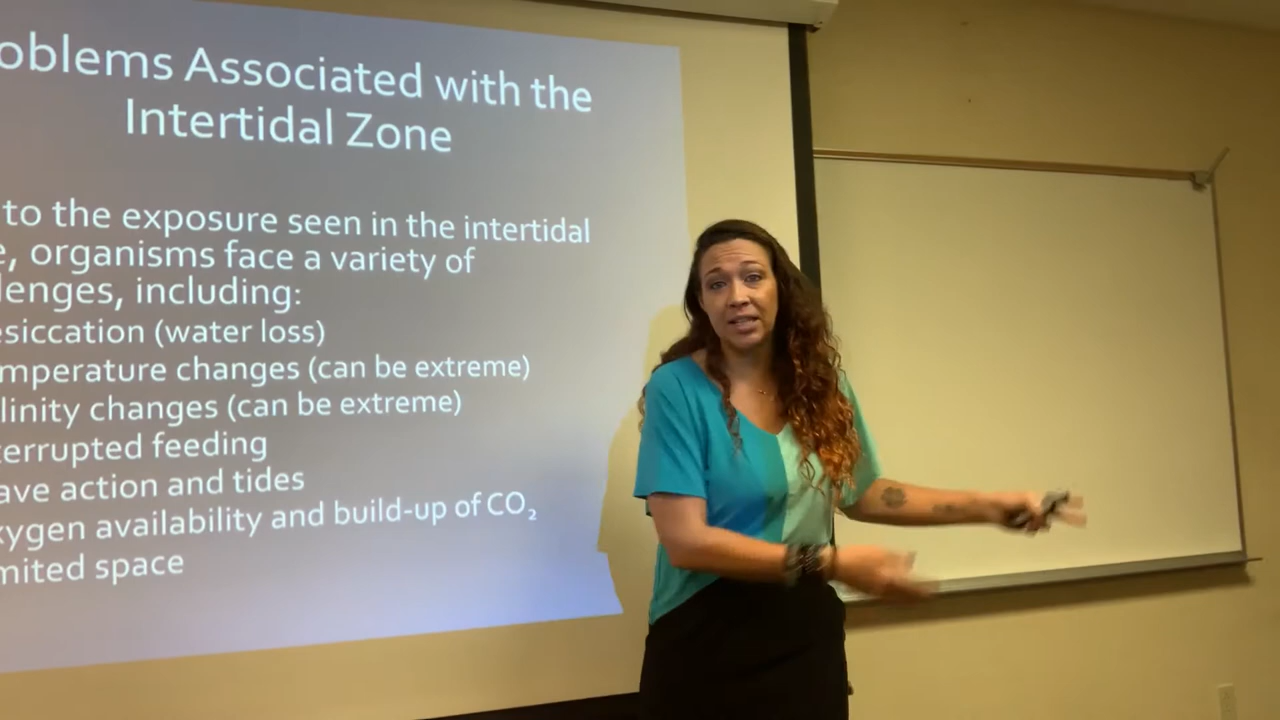 oblems Associated with the
Intertidal Zone
to the exposure seen in the intertidal
e, organisms face a variety of
lenges, including:
esiccation (water loss)
mperature changes (can be extreme)
linity changes (can be extreme)
terrupted feeding
ave action and tides
xygen availability and build-up of CO₂
mited space